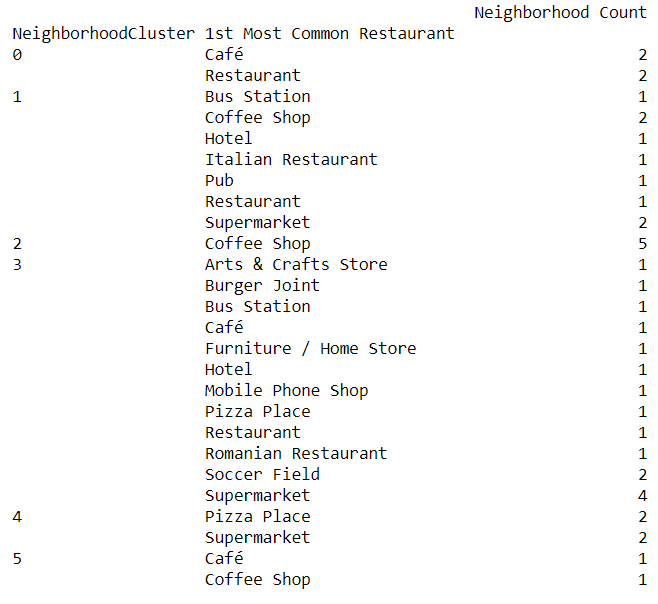 Neighborhood Count
NeighborhoodCluster 1st Most Common Restaurant
0 Café 2
Restaurant 2
1 Bus Station 1
Coffee Shop 2
Hotel 1
Italian Restaurant 1
Pub 1
Restaurant 1
Supermarket 2
2 Coffee Shop 5
3 Arts & Crafts Store 1
Burger Joint 1
Bus Station 1
Café 1
Furniture / Home Store 1
Hotel 1
Mobile Phone Shop 1
Pizza Place 1
Restaurant 1
Romanian Restaurant 1
Soccer Field 2
Supermarket 4
4 Pizza Place 2
Supermarket 2
5 Café 1
Coffee Shop 1